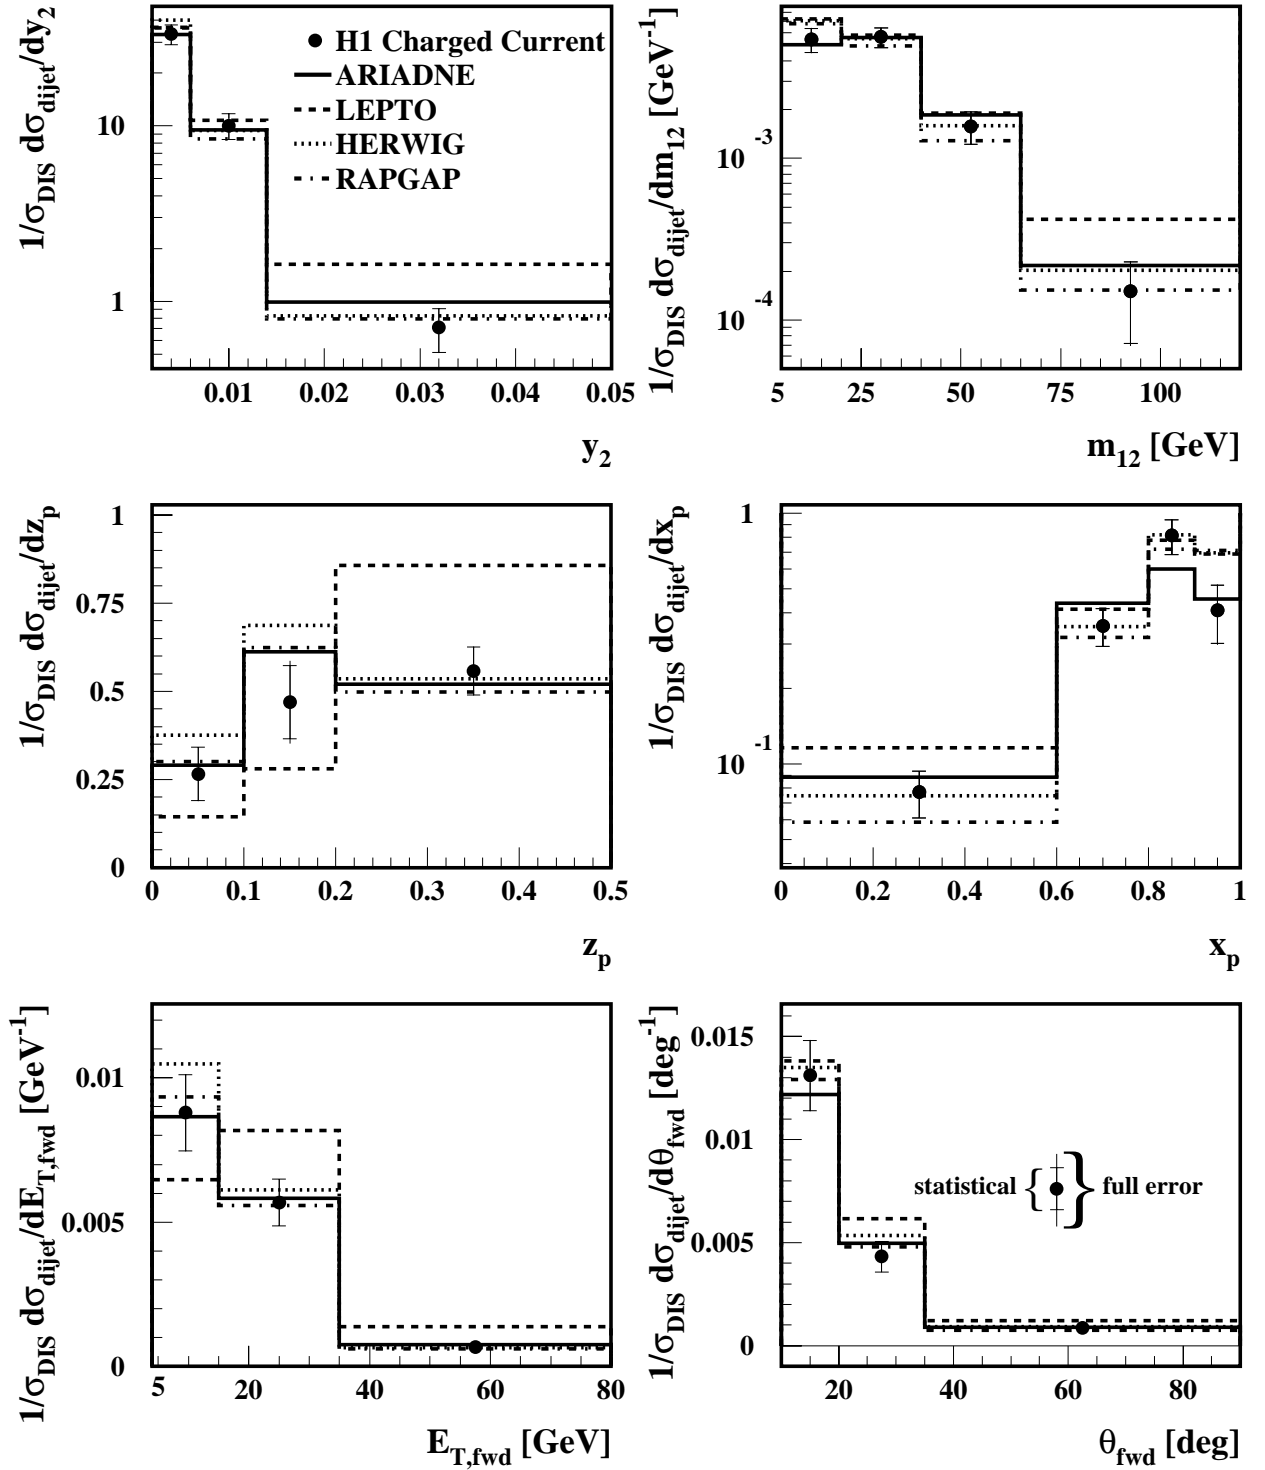 1/σDIS dσdijet/dy2
H1 Charged Current
ARIADNE
LEPTO
HERWIG
RAPGAP
10
1
0.01 0.02 0.03 0.04 0.05
y2
1/σDIS dσdijet/dm12 [GeV-1]
10 -3
10 -4
5 25 50 75 100
m12 [GeV]
1/σDIS dσdijet/dzp
1
0.75
0.5
0.25
0
0 0.1 0.2 0.3 0.4 0.5
zp
1/σDIS dσdijet/dxp
1
10 -1
0 0.2 0.4 0.6 0.8 1
xp
1/σDIS dσdijet/dET,fwd [GeV-1]
0.01
0.005
0
5 20 40 60 80
ET,fwd [GeV]
1/σDIS dσdijet/dθfwd [deg-1]
0.015
0.01
0.005
0
statistical { } full error
20 40 60 80
θfwd [deg]